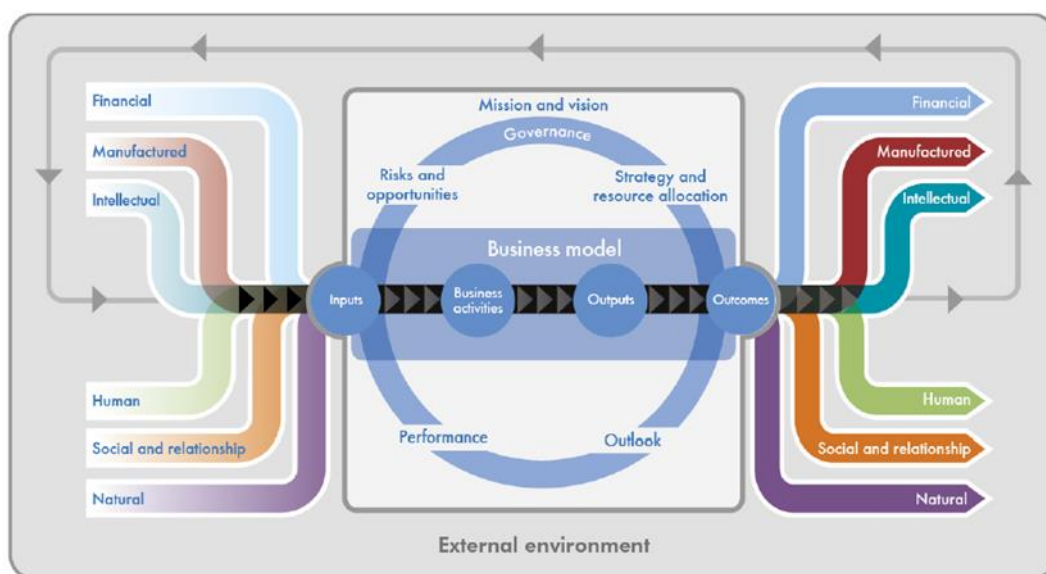 Financial
Manufactured
Intellectual
Human
Social and relationship
Natural
Mission and vision
Governance
Risks and
opportunities
Strategy and
resource allocation
Business model
Inputs
Business
activities
Outputs
Outcomes
Performance
Outlook
Financial
Manufactured
Intellectual
Human
Social and relationship
Natural
External environment